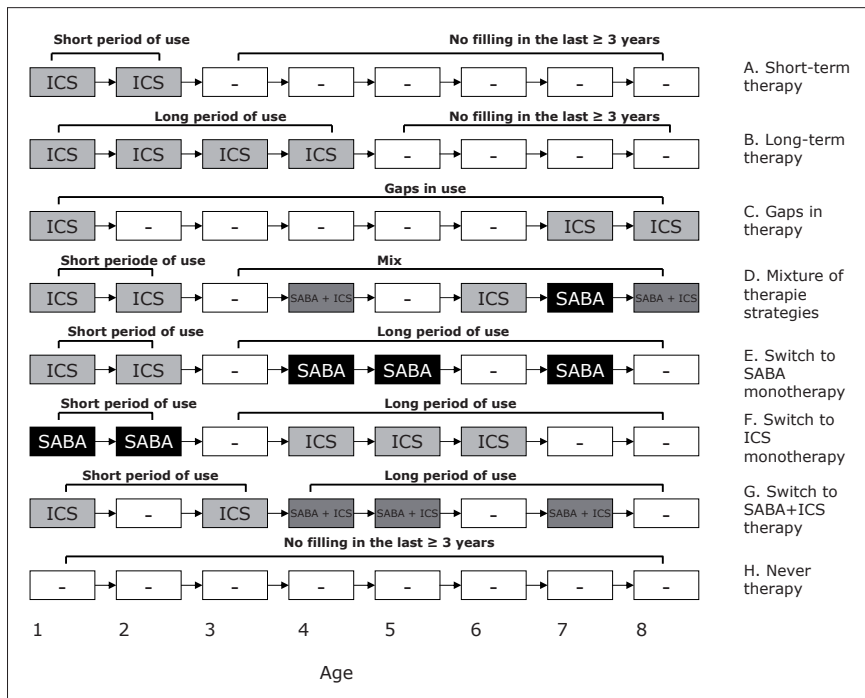 Short period of use
No filling in the last ≥ 3 years
ICS ICS - - - - - -
A. Short-term
therapy
Long period of use
No filling in the last ≥ 3 years
ICS ICS ICS ICS - - - -
B. Long-term
therapy
Gaps in use
ICS - - - - - ICS ICS
C. Gaps in
therapy
Short periode of use
Mix
ICS ICS - SABA + ICS - ICS SABA SABA + ICS
D. Mixture of
therapie
strategies
Short period of use
Long period of use
ICS ICS - SABA SABA - SABA -
E. Switch to
SABA
monotherapy
Short period of use
Long period of use
SABA SABA - ICS ICS ICS - -
F. Switch to
ICS
monotherapy
Short period of use
Long period of use
ICS - ICS SABA + ICS SABA + ICS - SABA + ICS -
G. Switch to
SABA+ICS
therapy
No filling in the last ≥ 3 years
- - - - - - - -
H. Never
therapy
1 2 3 4 5 6 7 8
Age